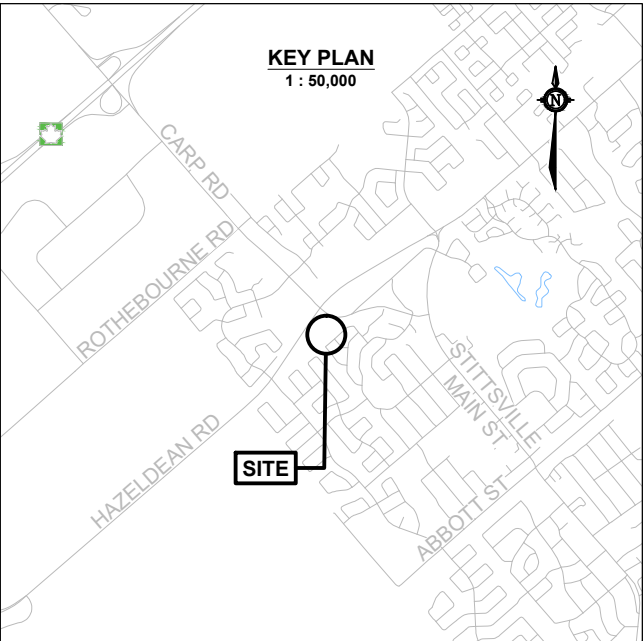 KEY PLAN
1 : 50,000
N
CARP RD
ROTHEBOURNE RD
STITTSVILLE
MAIN ST
HAZELDEAN RD
SITE
ABBOTT ST